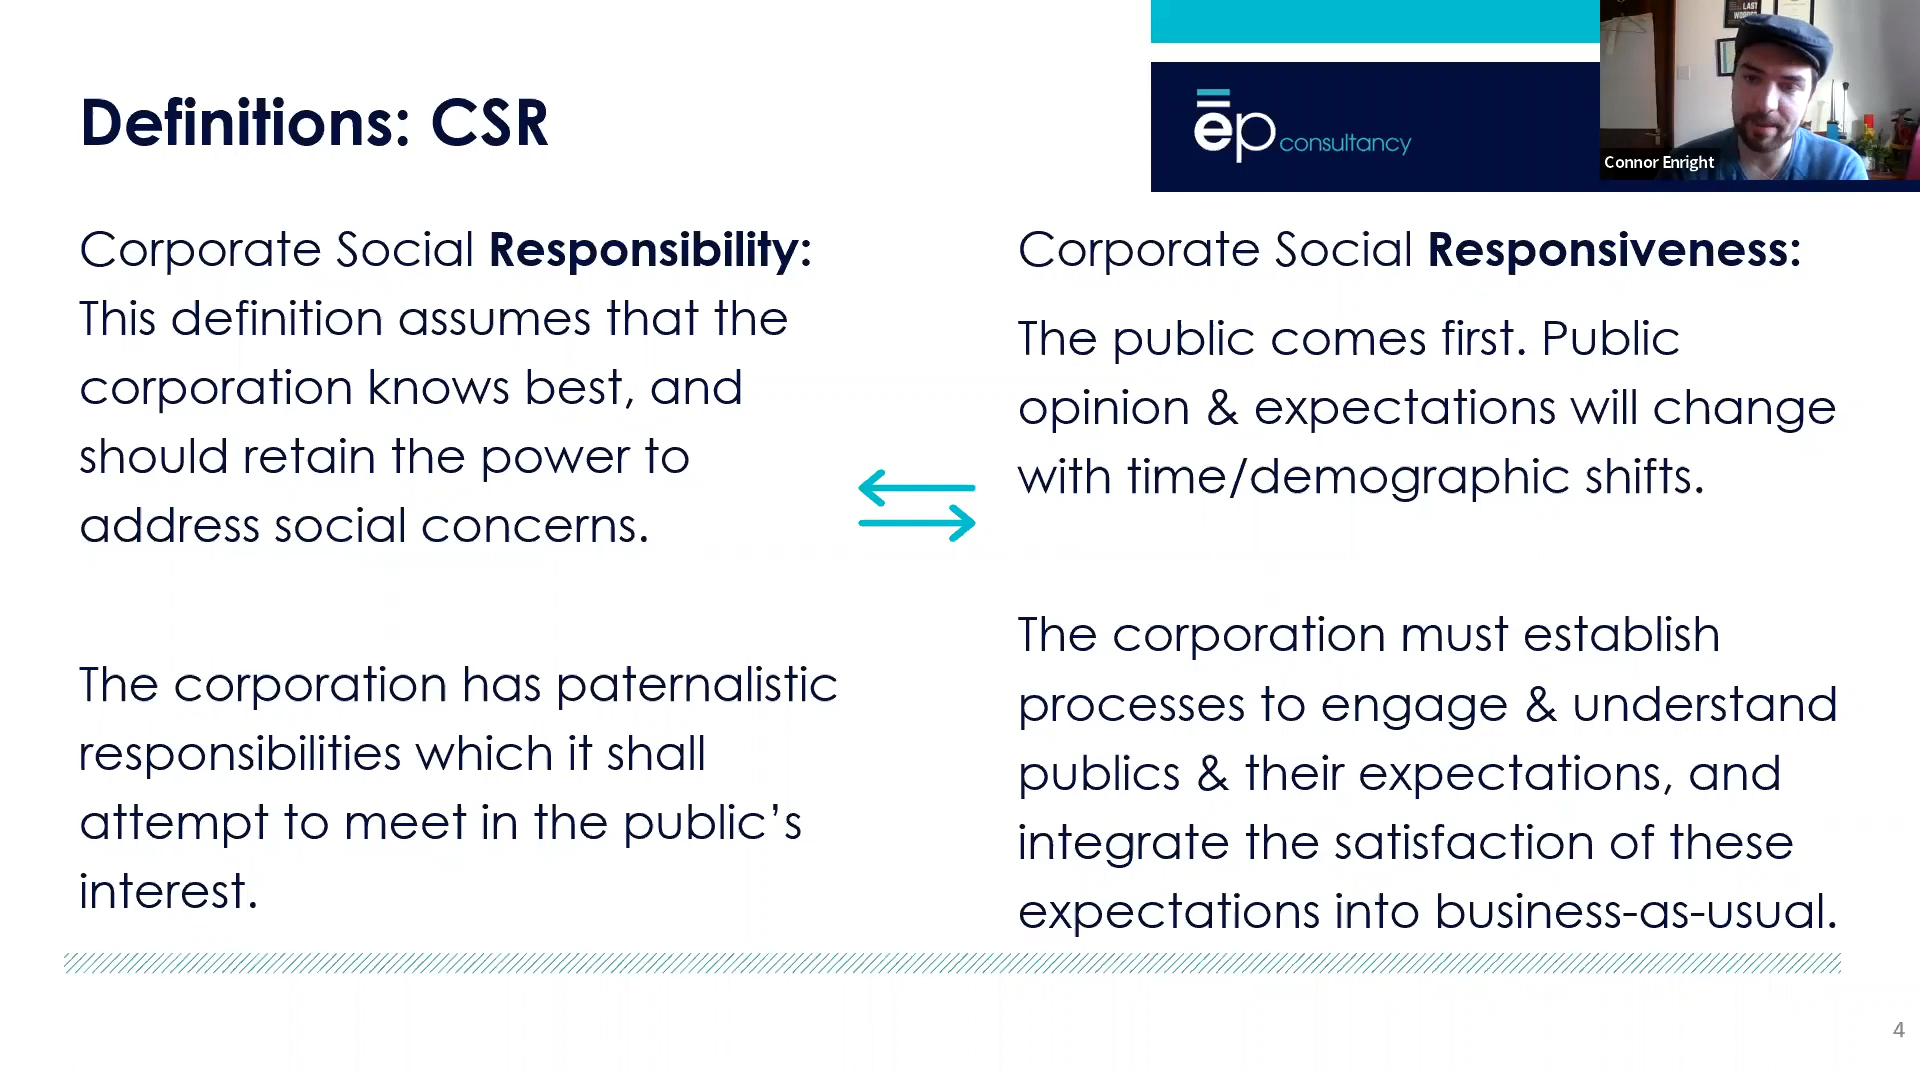 Definitions: CSR
ep consultancy
LAST
WORDS
Connor Enright
Corporate Social Responsibility:
This definition assumes that the
corporation knows best, and
should retain the power to
address social concerns.
The corporation has paternalistic
responsibilities which it shall
attempt to meet in the public’s
interest.
Corporate Social Responsiveness:
The public comes first. Public
opinion & expectations will change
with time/demographic shifts.
The corporation must establish
processes to engage & understand
publics & their expectations, and
integrate the satisfaction of these
expectations into business-as-usual.
4